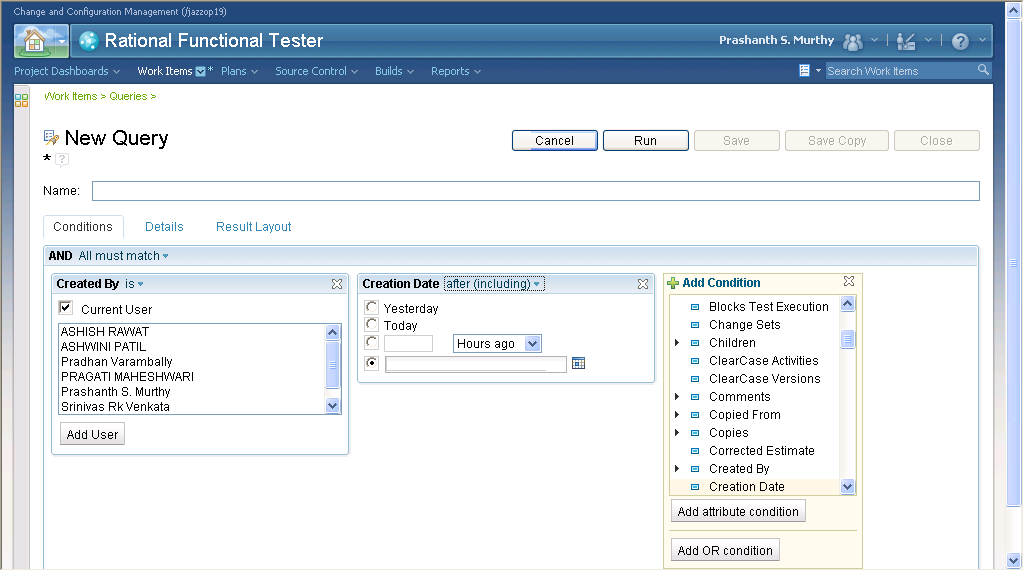 Change and Configuration Management (/jazzop19)
Rational Functional Tester
Prashanth S. Murthy
Project Dashboards Work Items * Plans Source Control Builds Reports Search Work Items
Work Items > Queries >
New Query
Cancel Run Save Save Copy Close
* ?
Name:
Conditions Details Result Layout
AND All must match
Created By is
Current User
ASHISH RAWAT
ASHWINI PATIL
Pradhan Varambally
PRAGATI MAHESHWARI
Prashanth S. Murthy
Srinivas Rk Venkata
Add User
Creation Date after (including)
Yesterday
Today
Hours ago
Add Condition
Blocks Test Execution
Change Sets
Children
ClearCase Activities
ClearCase Versions
Comments
Copied From
Copies
Corrected Estimate
Created By
Creation Date
Add attribute condition
Add OR condition